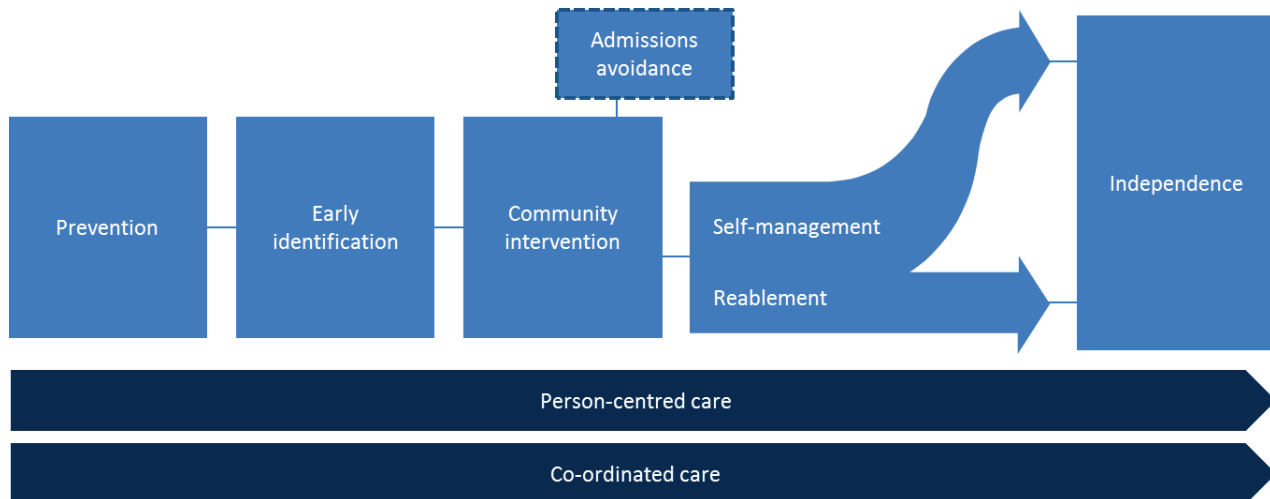 Admissions
avoidance
Prevention
Early
identification
Community
intervention
Self-management
Reablement
Independence
Person-centred care
Co-ordinated care